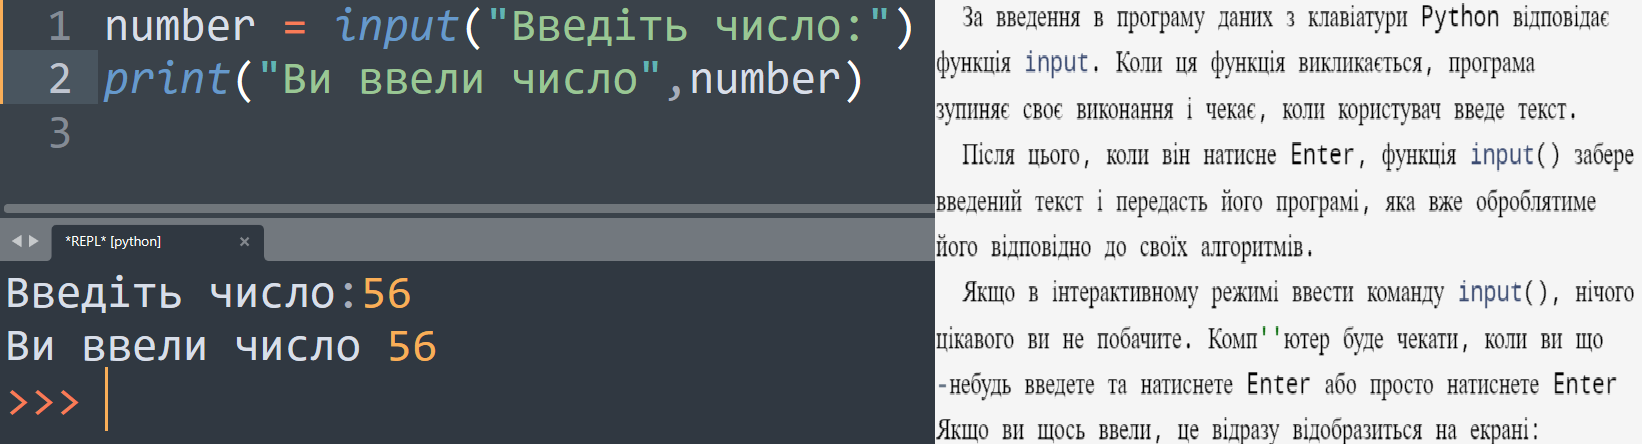 1 number = input("Введіть число:")
2 print("Ви ввели число",number)
3
*REPL* [python] ×
Введіть число:56
Ви ввели число 56
>>>
За введення в програму даних з клавіатури Python відповідає
функція input. Коли ця функція викликається, програма
зупиняє своє виконання і чекає, коли користувач введе текст.
Після цього, коли він натисне Enter, функція input() забере
введений текст і передасть його програмі, яка вже оброблятиме
його відповідно до своїх алгоритмів.
Якщо в інтерактивному режимі ввести команду input(), нічого
цікавого ви не побачите. Комп''ютер буде чекати, коли ви що
-небудь введете та натиснете Enter або просто натиснете Enter
Якщо ви щось ввели, це відразу відобразиться на екрані: